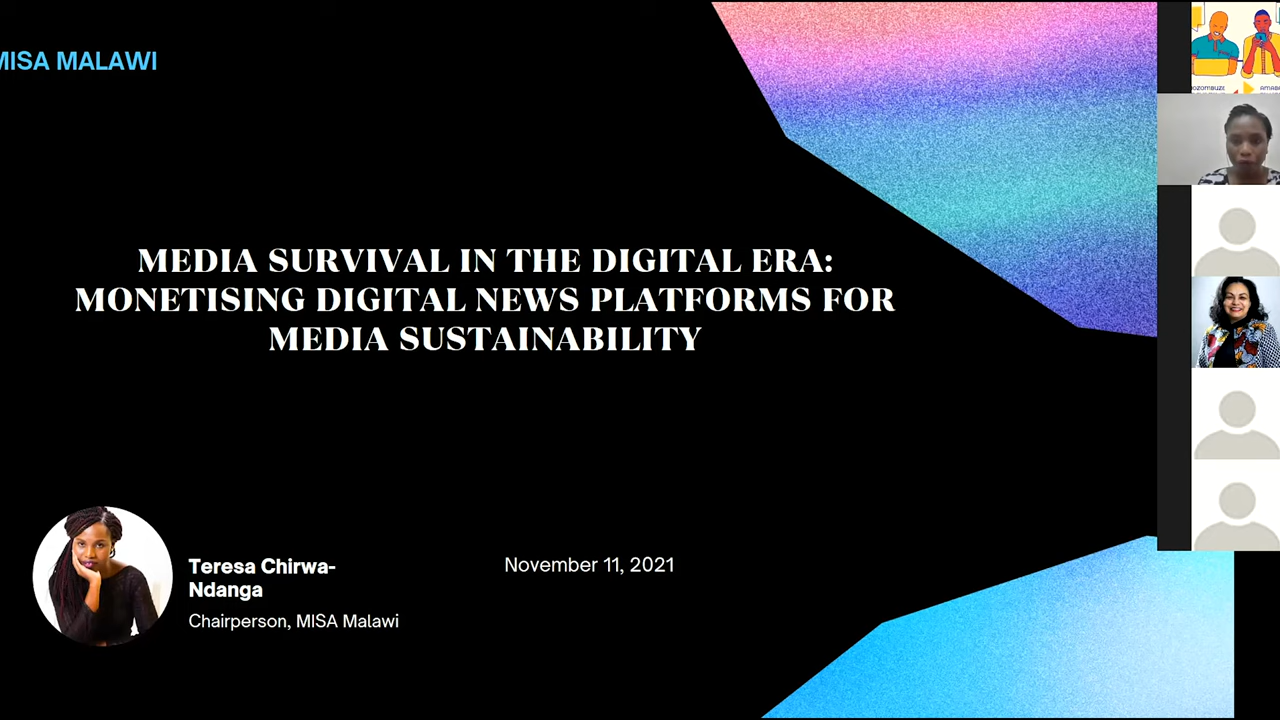 MISA MALAWI
MEDIA SURVIVAL IN THE DIGITAL ERA:
MONETISING DIGITAL NEWS PLATFORMS FOR
MEDIA SUSTAINABILITY
Teresa Chirwa-
Ndanga
Chairperson, MISA Malawi
November 11, 2021